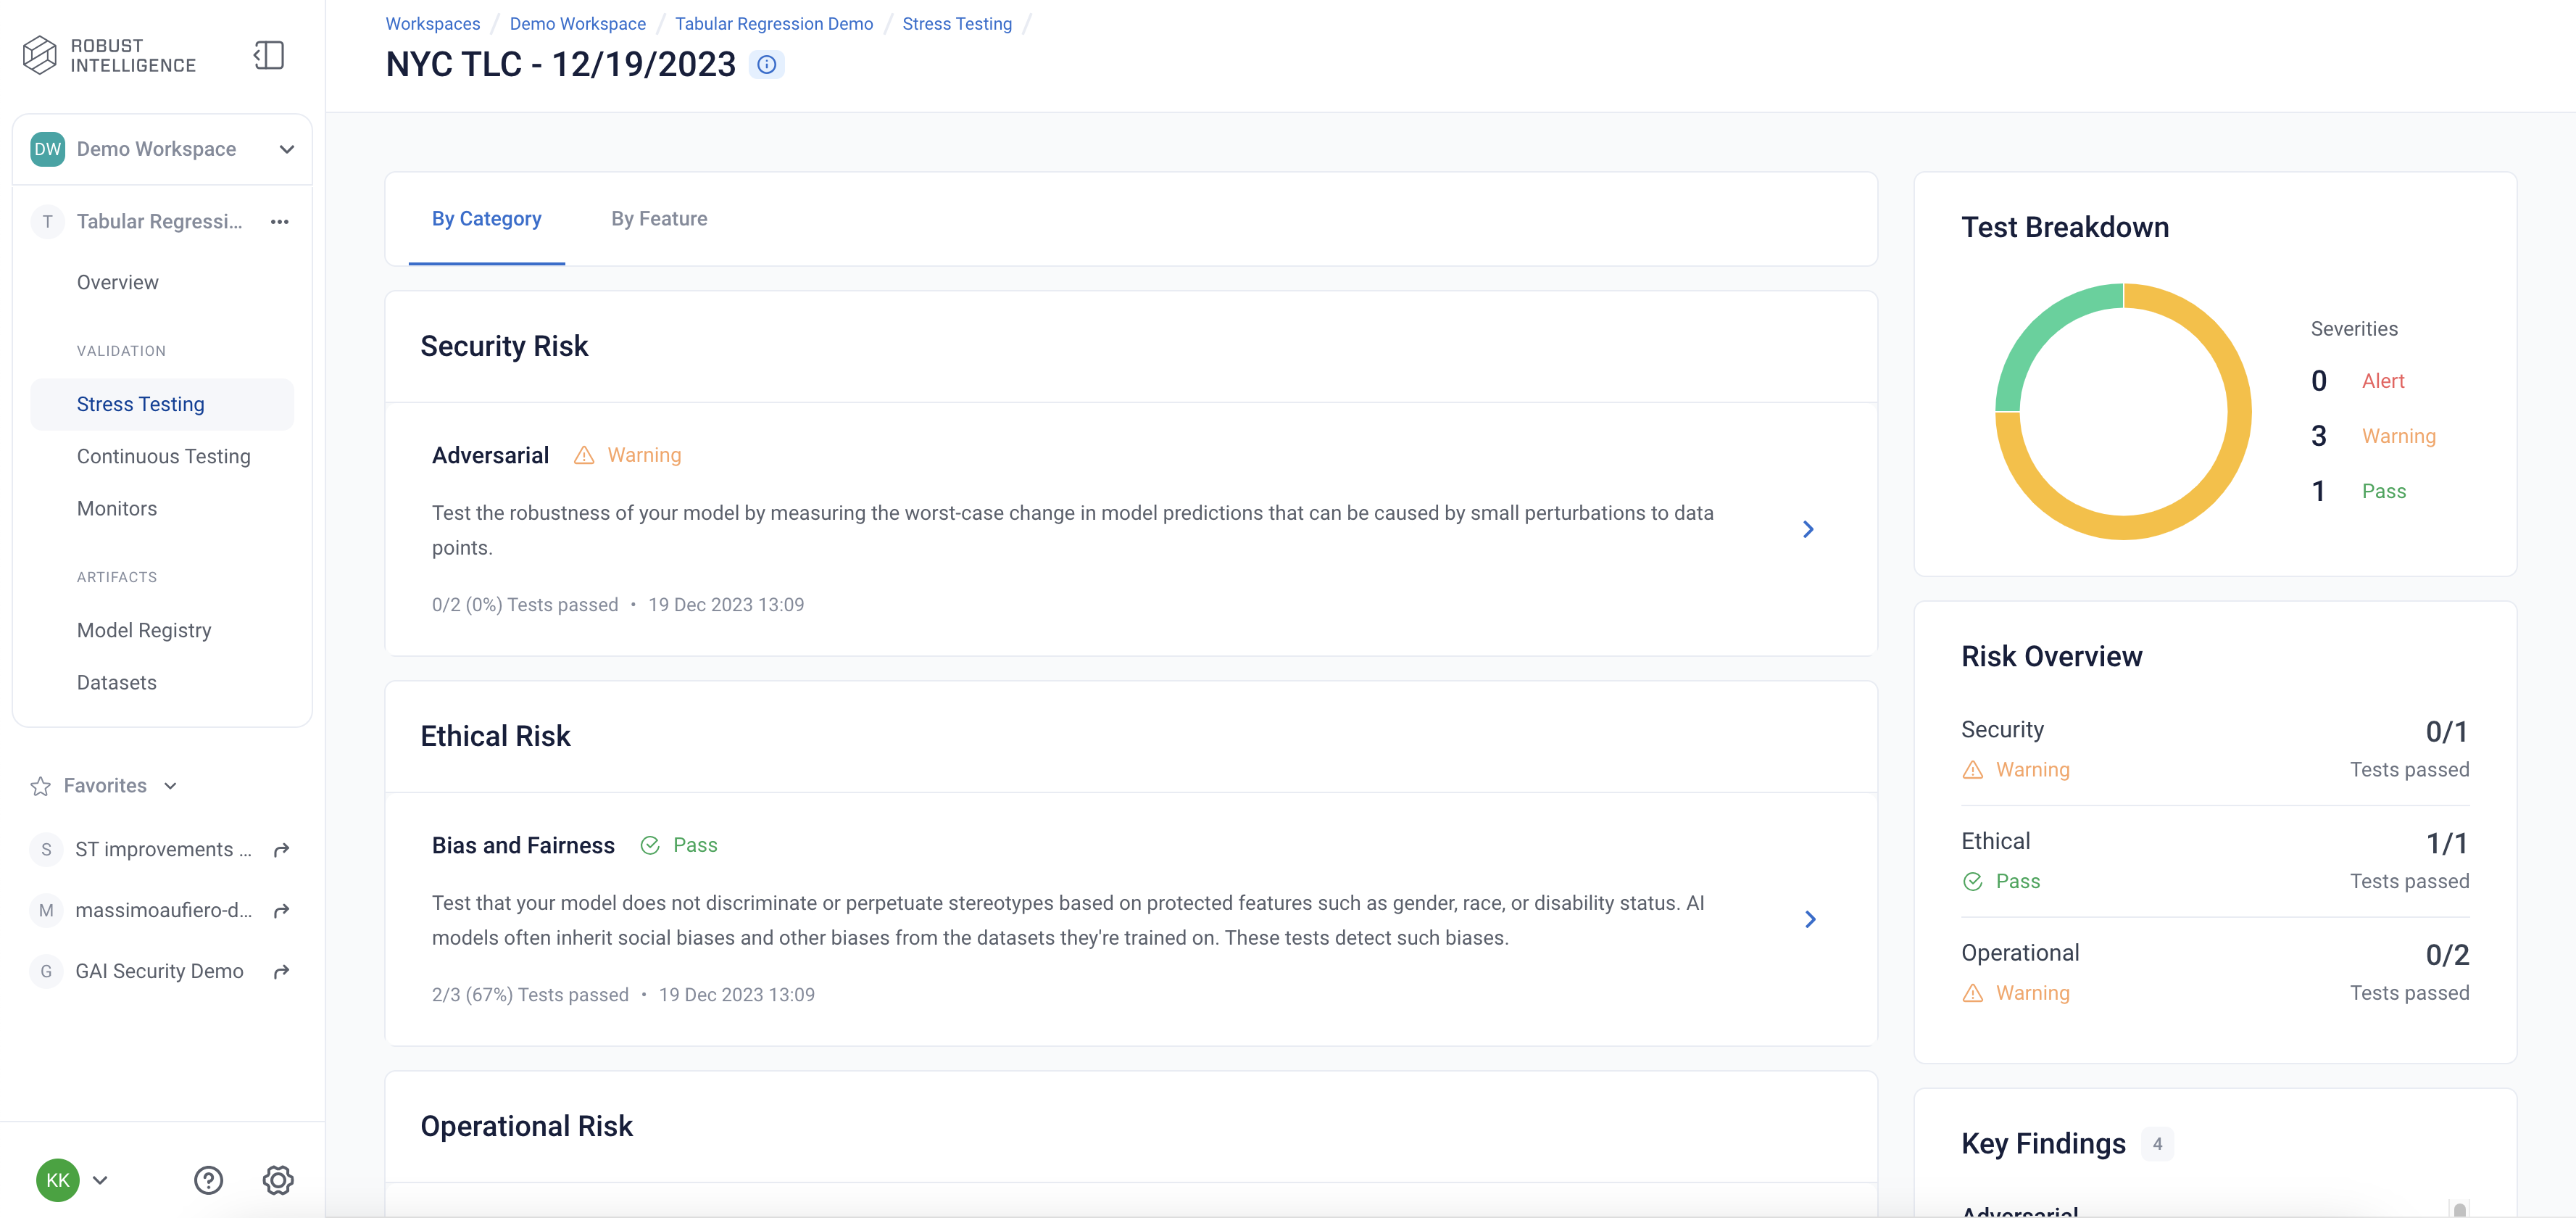 ROBUST
INTELLIGENCE
DW Demo Workspace
T Tabular Regressi... •••
Overview
VALIDATION
Stress Testing
Continuous Testing
Monitors
ARTIFACTS
Model Registry
Datasets
Favorites
S ST improvements ...
M massimoaufiero-d...
G GAI Security Demo
KK
Workspaces / Demo Workspace / Tabular Regression Demo / Stress Testing /
NYC TLC - 12/19/2023
By Category By Feature
Security Risk
Adversarial Warning
Test the robustness of your model by measuring the worst-case change in model predictions that can be caused by small perturbations to data
points.
0/2 (0%) Tests passed • 19 Dec 2023 13:09
Ethical Risk
Bias and Fairness Pass
Test that your model does not discriminate or perpetuate stereotypes based on protected features such as gender, race, or disability status. AI
models often inherit social biases and other biases from the datasets they're trained on. These tests detect such biases.
2/3 (67%) Tests passed • 19 Dec 2023 13:09
Operational Risk
Test Breakdown
Severities
0 Alert
3 Warning
1 Pass
Risk Overview
Security 0/1
Warning Tests passed
Ethical 1/1
Pass Tests passed
Operational 0/2
Warning Tests passed
Key Findings 4
Adversarial